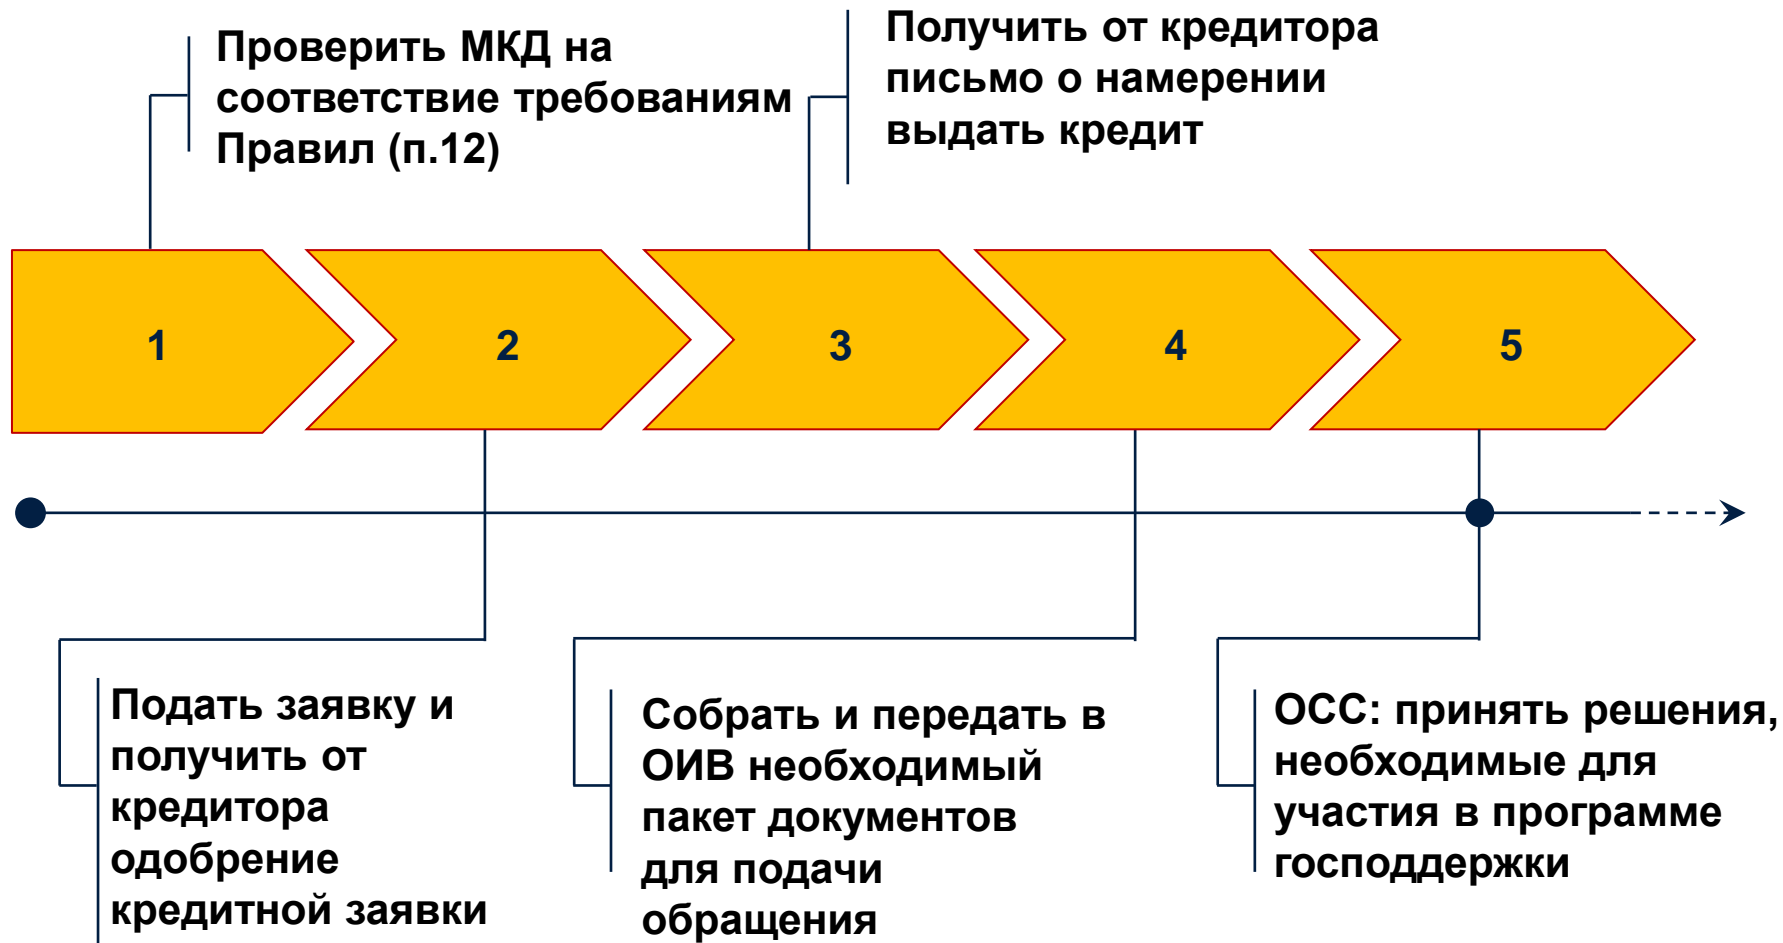 Проверить МКД на
соответствие требованиям
Правил (п.12)
Получить от кредитора
письмо о намерении
выдать кредит
1
2
3
4
5
Подать заявку и
получить от
кредитора
одобрение
кредитной заявки
Собрать и передать в
ОИВ необходимый
пакет документов
для подачи
обращения
ОСС: принять решения,
необходимые для
участия в программе
господдержки